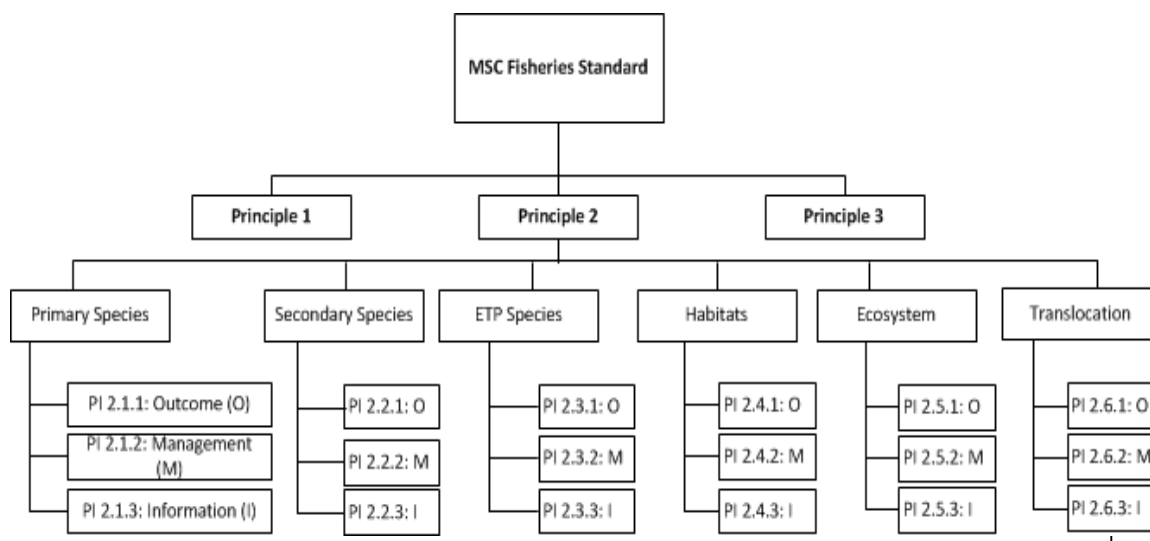 MSC Fisheries Standard
Principle 1
Principle 2
Principle 3
Primary Species
Secondary Species
ETP Species
Habitats
Ecosystem
Translocation
PI 2.1.1: Outcome (O)
PI 2.1.2: Management
(M)
PI 2.1.3: Information (I)
PI 2.2.1: O
PI 2.2.2: M
PI 2.2.3: I
PI 2.3.1: O
PI 2.3.2: M
PI 2.3.3: I
PI 2.4.1: O
PI 2.4.2: M
PI 2.4.3: I
PI 2.5.1: O
PI 2.5.2: M
PI 2.5.3: I
PI 2.6.1: O
PI 2.6.2: M
PI 2.6.3: I